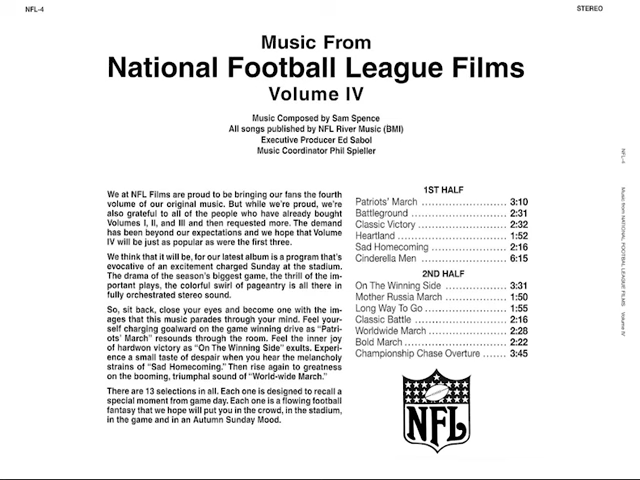 NFL-4
STEREO
Music From
National Football League Films
Volume IV
Music Composed by Sam Spence
All songs published by NFL River Music (BMI)
Executive Producer Ed Sabol
Music Coordinator Phil Spieller
We at NFL Films are proud to be bringing our fans the fourth
volume of our original music. But while we're proud, we're
also grateful to all of the people who have already bought
Volumes I, II, and III and then requested more. The demand
has been beyond our expectations and we hope that Volume
IV will be just as popular as were the first three.
We think that it will be, for our latest album is a program that's
evocative of an excitement charged Sunday at the stadium.
The drama of the season's biggest game, the thrill of the im-
portant plays, the colorful swirl of pageantry is all there in
fully orchestrated stereo sound.
So, sit back, close your eyes and become one with the im-
ages that this music parades through your mind. Feel your-
self charging goalward on the game winning drive as "Patri-
ots' March" resounds through the room. Feel the inner joy
of hardwon victory as "On The Winning Side" exults. Experi-
ence a small taste of despair when you hear the melancholy
strains of "Sad Homecoming." Then rise again to greatness
on the booming, triumphal sound of "World-wide March."
There are 13 selections in all. Each one is designed to recall a
special moment from game day. Each one is a flowing football
fantasy that we hope will put you in the crowd, in the stadium,
in the game and in an Autumn Sunday Mood.
1ST HALF
Patriots' March ..................... 3:10
Battleground ........................ 2:31
Classic Victory ...................... 2:32
Heartland ........................... 1:52
Sad Homecoming ................... 2:16
Cinderella Men ...................... 6:15
2ND HALF
On The Winning Side ............... 3:31
Mother Russia March ............... 1:50
Long Way To Go .................... 1:55
Classic Battle ....................... 2:16
Worldwide March ................... 2:28
Bold March .......................... 2:22
Championship Chase Overture ...... 3:45
NFL
NFL-4
Music from NATIONAL FOOTBALL LEAGUE FILMS Volume IV